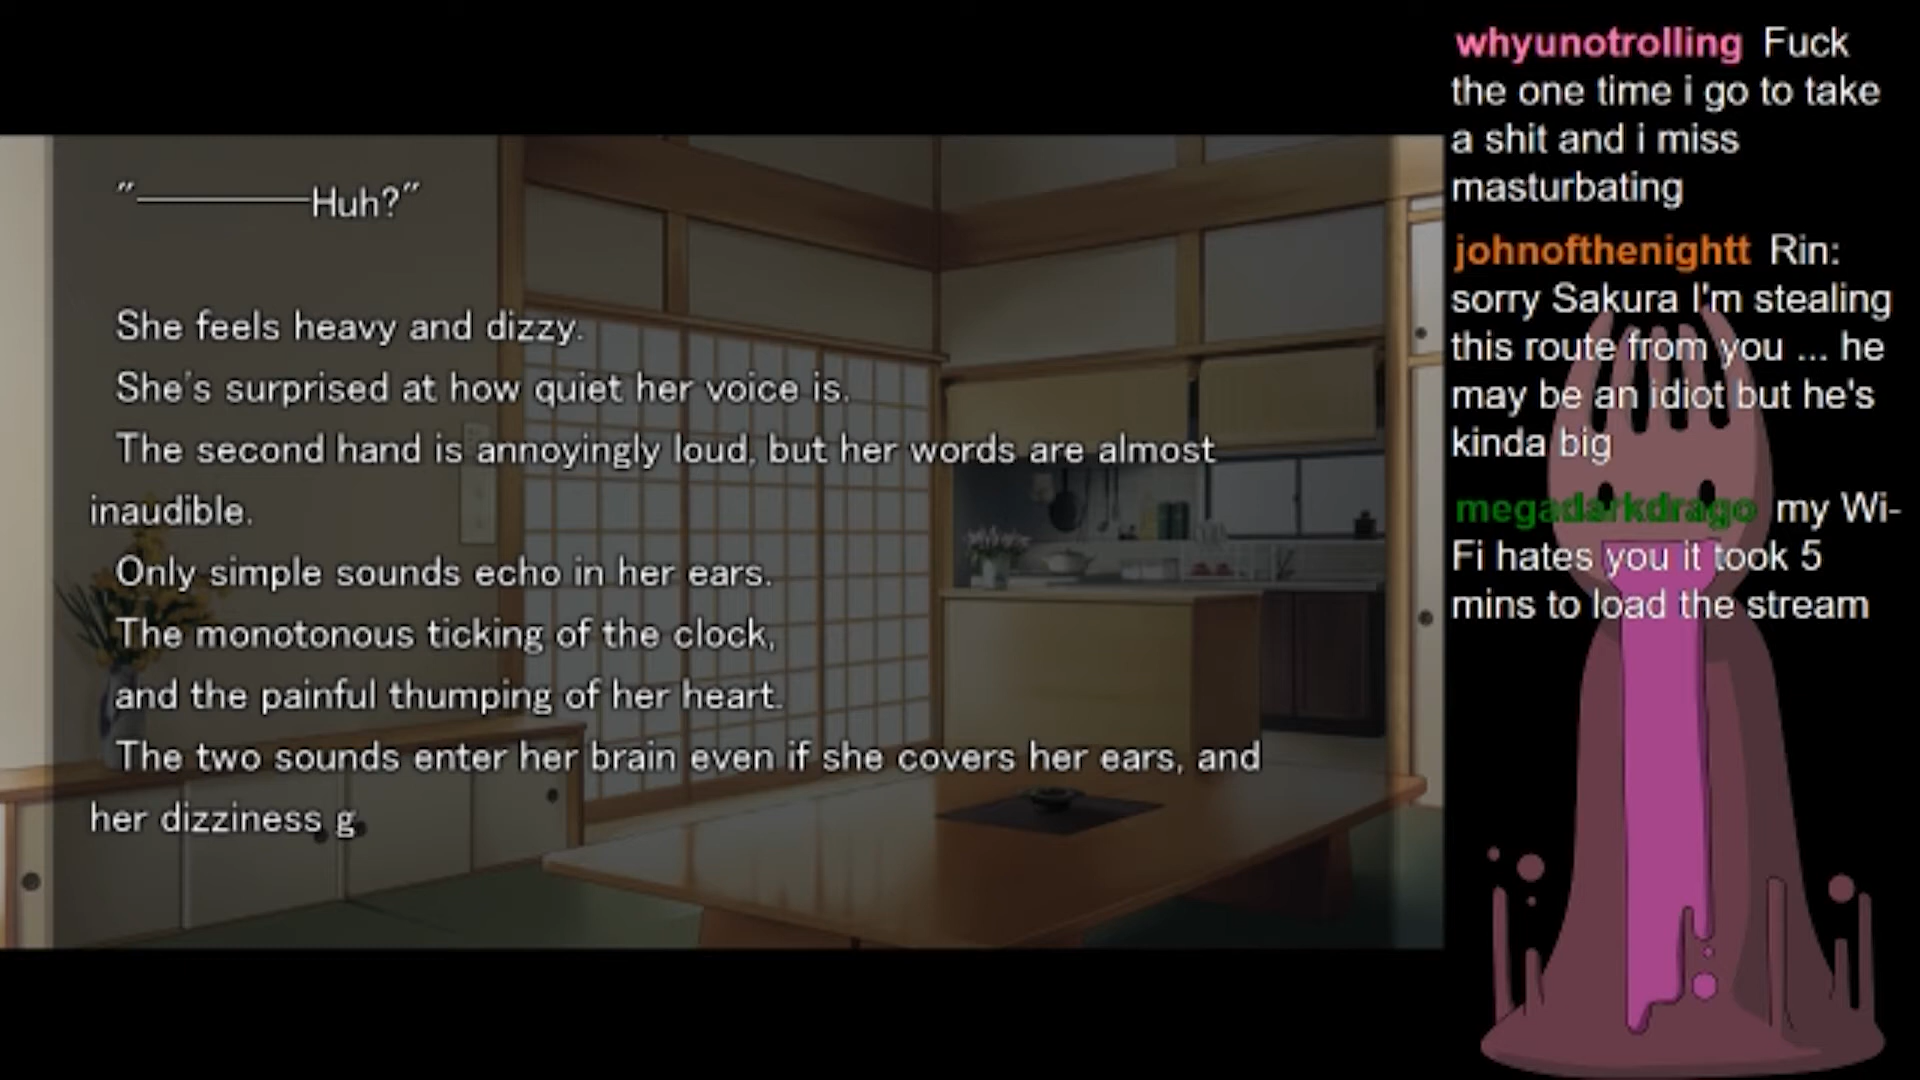 "―――――Huh?"
She feels heavy and dizzy.
She's surprised at how quiet her voice is.
The second hand is annoyingly loud, but her words are almost
inaudible.
Only simple sounds echo in her ears.
The monotonous ticking of the clock,
and the painful thumping of her heart.
The two sounds enter her brain even if she covers her ears, and
her dizziness g
whyunotrolling Fuck
the one time i go to take
a shit and i miss
masturbating
johnofthenightt Rin:
sorry Sakura I'm stealing
this route from you ... he
may be an idiot but he's
kinda big
megadarkdrago my Wi-
Fi hates you it took 5
mins to load the stream